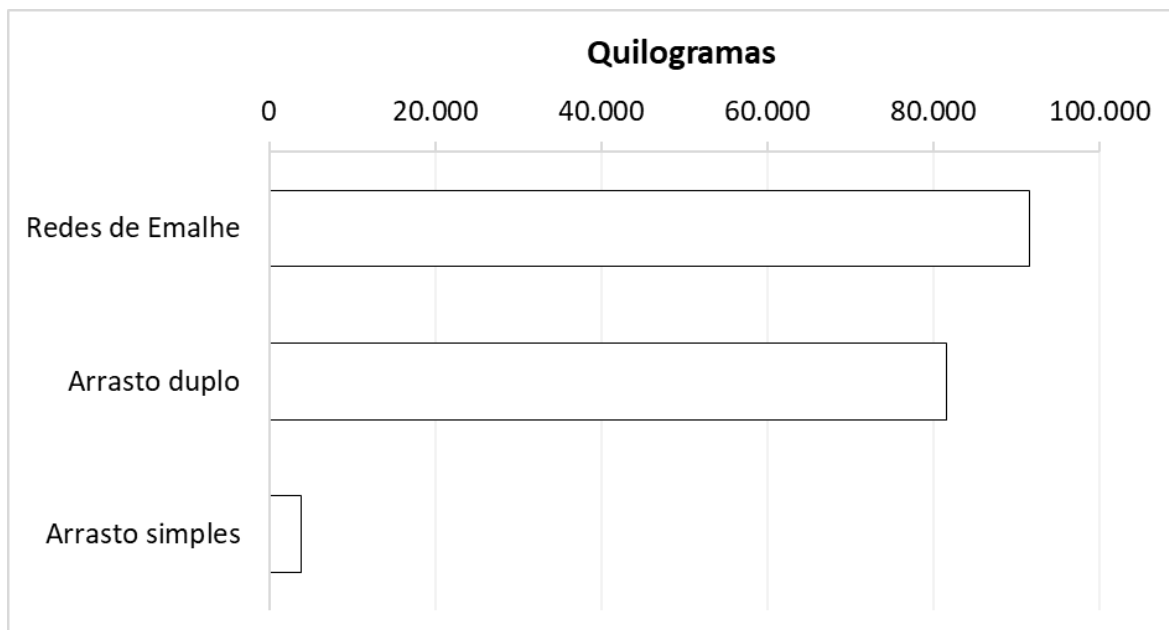 Quilogramas
0 20.000 40.000 60.000 80.000 100.000
Redes de Emalhe
Arrasto duplo
Arrasto simples